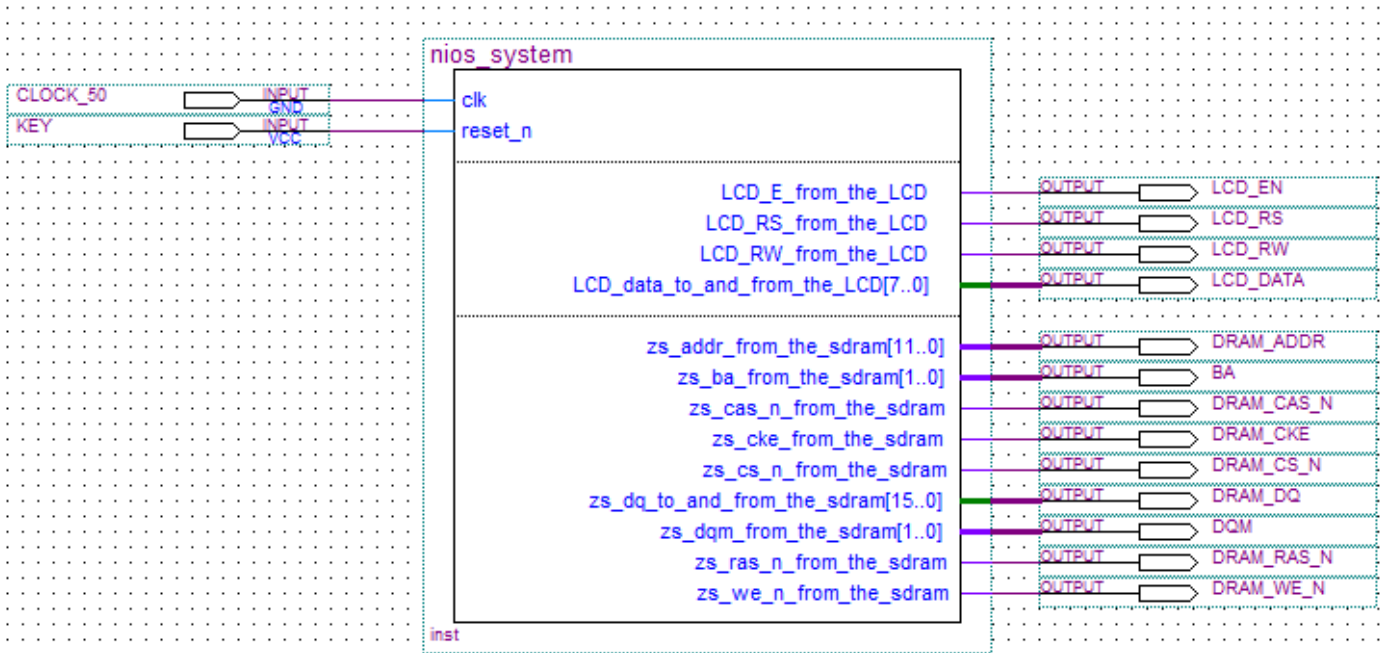 nios_system
CLOCK_50 INPUT GND
KEY INPUT VCC
clk
reset_n
LCD_E_from_the_LCD OUTPUT LCD_EN
LCD_RS_from_the_LCD OUTPUT LCD_RS
LCD_RW_from_the_LCD OUTPUT LCD_RW
LCD_data_to_and_from_the_LCD[7..0] OUTPUT LCD_DATA
zs_addr_from_the_sdram[11..0] OUTPUT DRAM_ADDR
zs_ba_from_the_sdram[1..0] OUTPUT BA
zs_cas_n_from_the_sdram OUTPUT DRAM_CAS_N
zs_cke_from_the_sdram OUTPUT DRAM_CKE
zs_cs_n_from_the_sdram OUTPUT DRAM_CS_N
zs_dq_to_and_from_the_sdram[15..0] OUTPUT DRAM_DQ
zs_dqm_from_the_sdram[1..0] OUTPUT DQM
zs_ras_n_from_the_sdram OUTPUT DRAM_RAS_N
zs_we_n_from_the_sdram OUTPUT DRAM_WE_N
inst